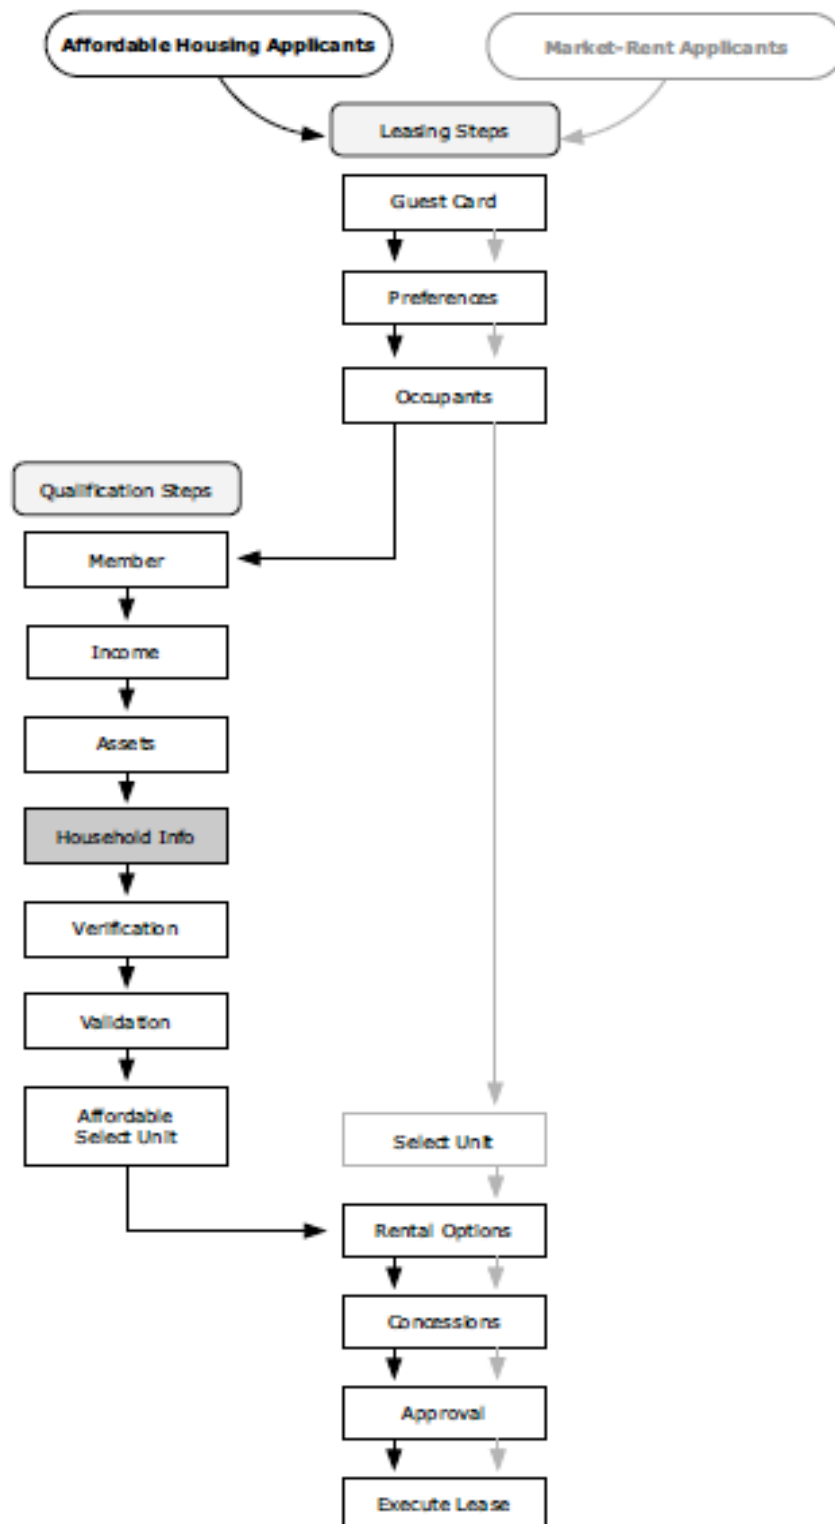 Affordable Housing Applicants
Market-Rent Applicants
Leasing Steps
Guest Card
Preferences
Occupants
Qualification Steps
Member
Income
Assets
Household Info
Verification
Validation
Affordable
Select Unit
Select Unit
Rental Options
Concessions
Approval
Execute Lease